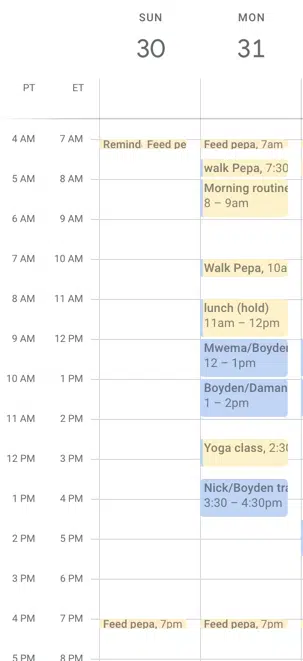 SUN MON
30 31
PT ET
4 AM 7 AM Remind Feed pe Feed pepa, 7am
walk Pepa, 7:30
5 AM 8 AM Morning routine
8 – 9am
6 AM 9 AM
7 AM 10 AM Walk Pepa, 10a
8 AM 11 AM lunch (hold)
11am – 12pm
9 AM 12 PM Mwema/Boyden
12 – 1pm
10 AM 1 PM Boyden/Daman
1 – 2pm
11 AM 2 PM
Yoga class, 2:30
12 PM 3 PM
Nick/Boyden tra
1 PM 4 PM 3:30 – 4:30pm
2 PM 5 PM
3 PM 6 PM
4 PM 7 PM Feed pepa, 7pm Feed pepa, 7pm
5 PM 8 PM